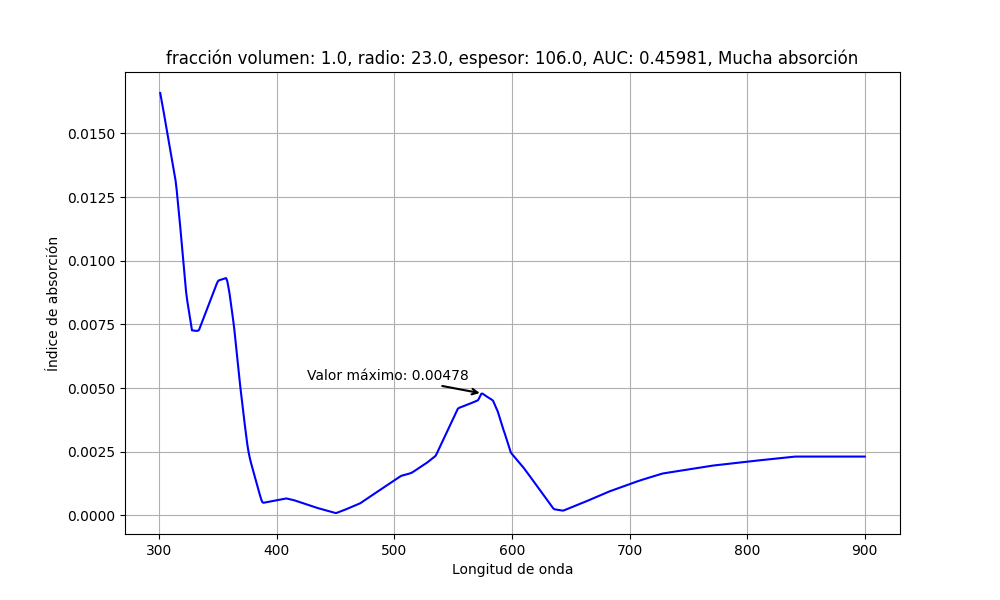 fracción volumen: 1.0, radio: 23.0, espesor: 106.0, AUC: 0.45981, Mucha absorción
0.0150
0.0125
0.0100
0.0075
0.0050
0.0025
0.0000
Índice de absorción
Valor máximo: 0.00478
300 400 500 600 700 800 900
Longitud de onda